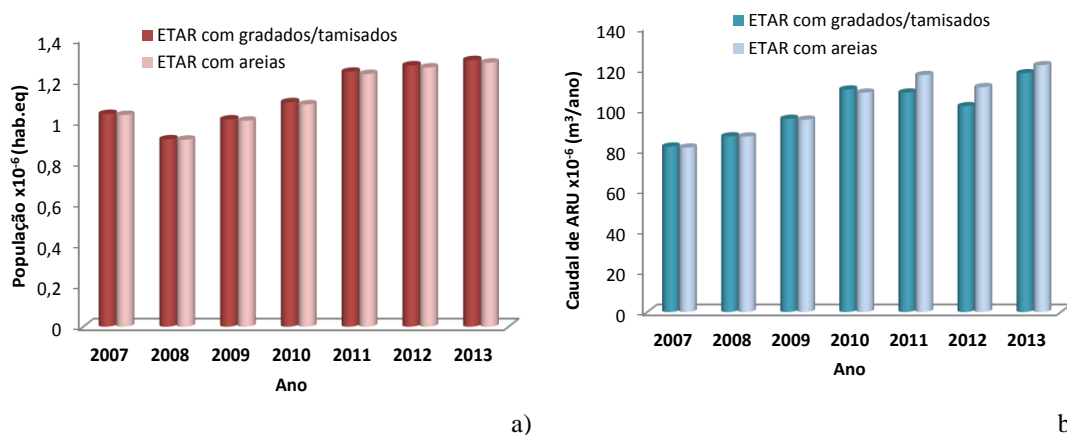 ETAR com gradados/tamisados
ETAR com areias
1,4
1,2
1
0,8
0,6
0,4
0,2
0
População x10⁻⁶ (hab.eq)
2007 2008 2009 2010 2011 2012 2013
Ano
a)
ETAR com gradados/tamisados
ETAR com areias
140
120
100
80
60
40
20
0
Caudal de ARU x10⁻⁶ (m³/ano)
2007 2008 2009 2010 2011 2012 2013
Ano
b